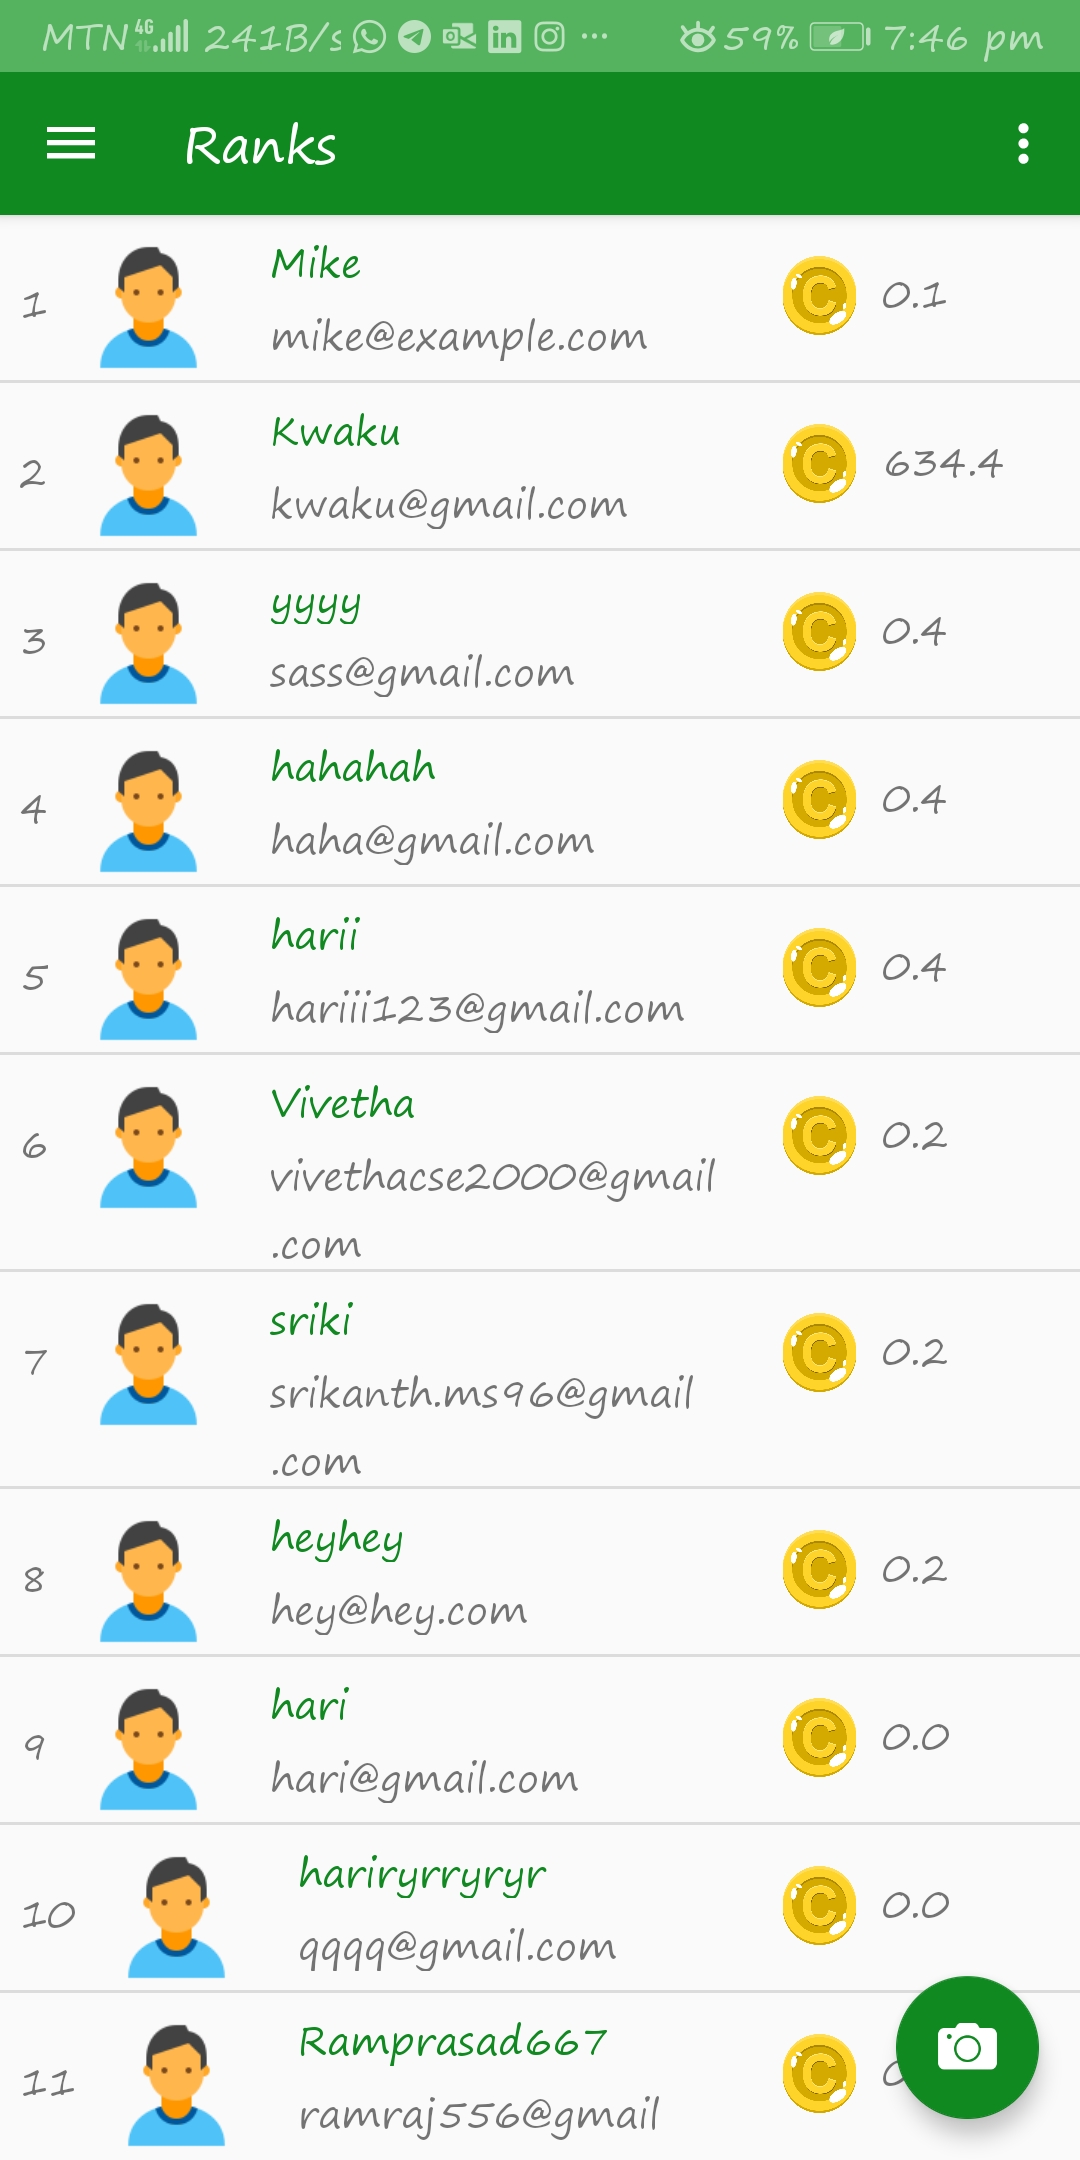 MTN 4G 241B/s 59% 7:46 pm
Ranks
1 Mike C 0.1
mike@example.com
2 Kwaku C 634.4
kwaku@gmail.com
3 yyyy C 0.4
sass@gmail.com
4 hahahah C 0.4
haha@gmail.com
5 harii C 0.4
hariii123@gmail.com
6 Vivetha C 0.2
vivethacse2000@gmail
.com
7 sriki C 0.2
srikanth.ms96@gmail
.com
8 heyhey C 0.2
hey@hey.com
9 hari C 0.0
hari@gmail.com
10 hariryrryryr C 0.0
qqqq@gmail.com
11 Ramprasad667 C
ramraj556@gmail